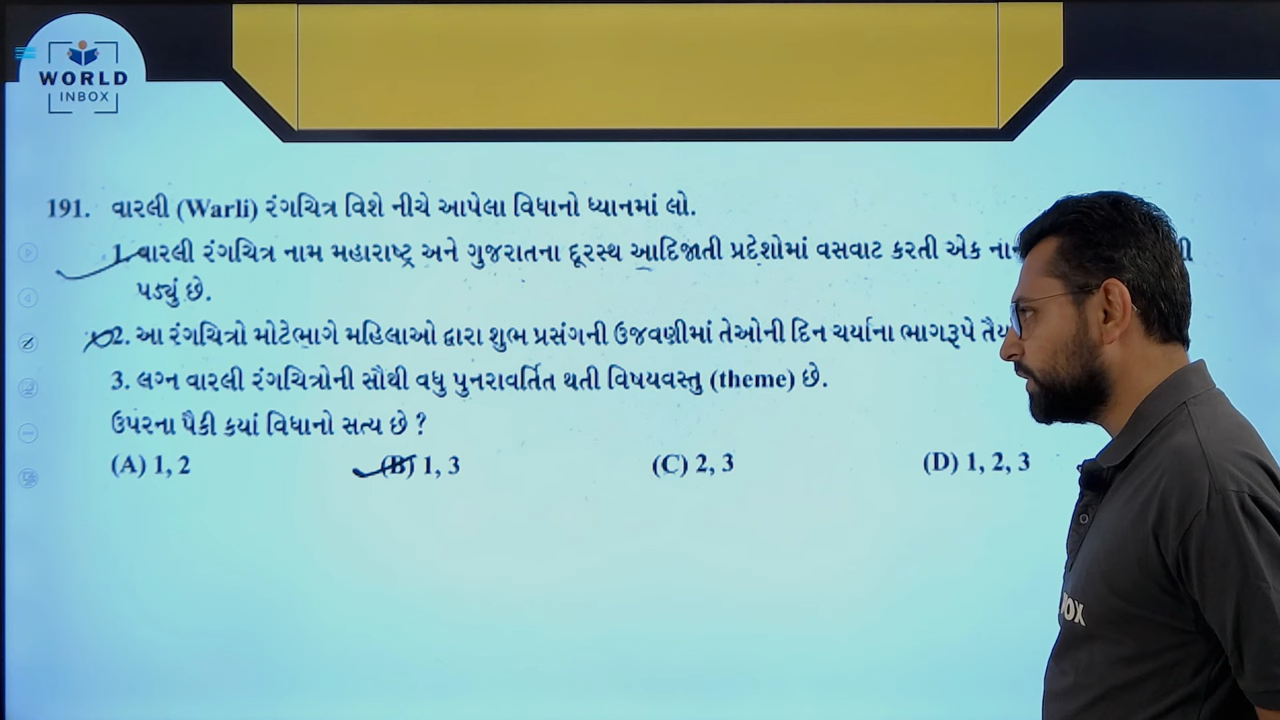 WORLD
INBOX
191. વારલી (Warli) રંગચિત્ર વિશે નીચે આપેલા વિધાનો ધ્યાનમાં લો.
1. વારલી રંગચિત્ર નામ મહારાષ્ટ્ર અને ગુજરાતના દૂરસ્થ આદિજાતી પ્રદેશોમાં વસવાટ કરતી એક
પડ્યું છે.
2. આ રંગચિત્રો મોટેભાગે મહિલાઓ દ્વારા શુભ પ્રસંગની ઉજવણીમાં તેઓની દિન ચર્યાના ભાગરૂપે
3. લગ્ન વારલી રંગચિત્રોની સૌથી વધુ પુનરાવર્તિત થતી વિષયવસ્તુ (theme) છે.
ઉપરના પૈકી કયાં વિધાનો સત્ય છે ?
(A) 1, 2 (B) 1, 3 (C) 2, 3 (D) 1, 2, 3